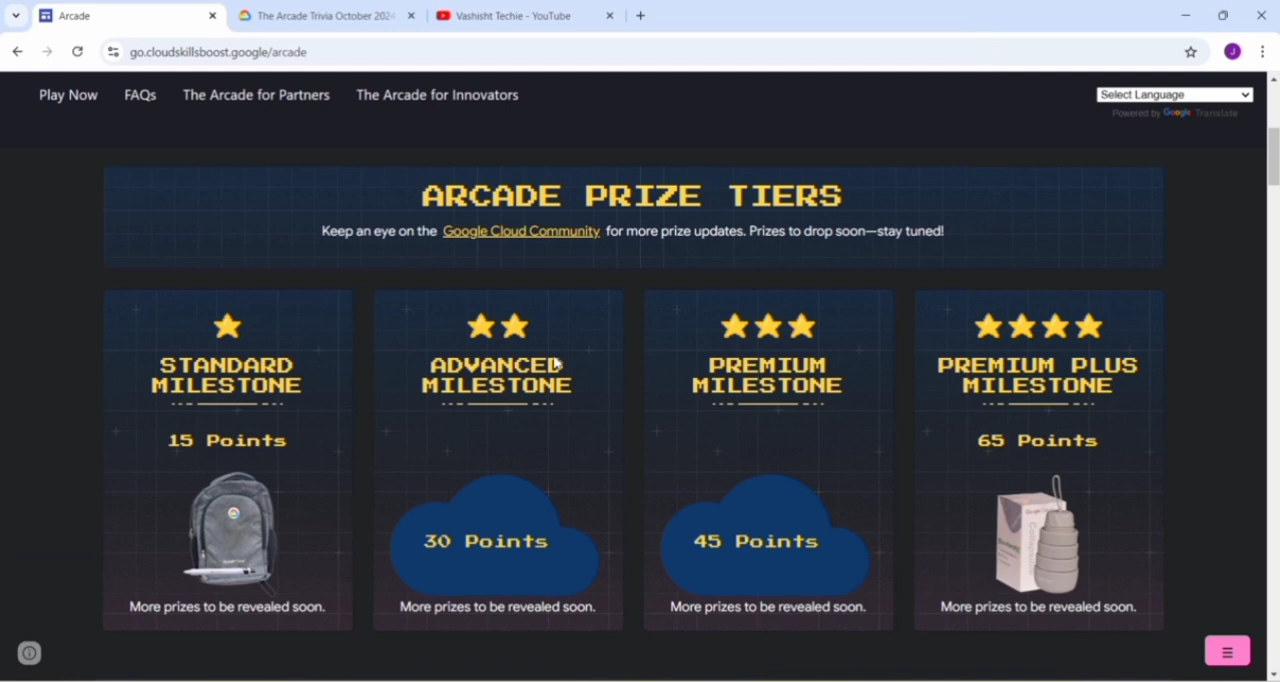 Arcade
The Arcade Trivia October 2024
Vashisht Techie - YouTube
go.cloudskillsboost.google/arcade
J
Play Now
FAQs
The Arcade for Partners
The Arcade for Innovators
Select Language
Powered by Google Translate
ARCADE PRIZE TIERS
Keep an eye on the Google Cloud Community for more prize updates. Prizes to drop soon—stay tuned!
STANDARD
MILESTONE
15 Points
More prizes to be revealed soon.
ADVANCED
MILESTONE
30 Points
More prizes to be revealed soon.
PREMIUM
MILESTONE
45 Points
More prizes to be revealed soon.
PREMIUM PLUS
MILESTONE
65 Points
More prizes to be revealed soon.